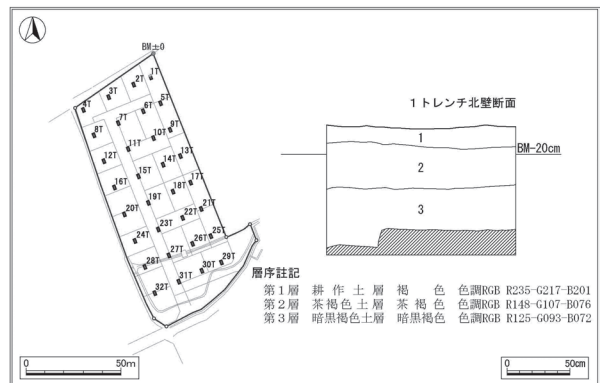 BM±0
1T
2T
3T
4T
5T
6T
7T
8T
9T
10T
11T
12T
13T
14T
15T
16T
17T
18T
19T
20T
21T
22T
23T
24T
25T
26T
27T
28T
29T
30T
31T
32T
0 50m
1トレンチ北壁断面
1
BM-20cm
2
3
層序註記
第1層 耕作土層 褐色 色調RGB R235-G217-B201
第2層 茶褐色土層 茶褐色 色調RGB R148-G107-B076
第3層 暗黒褐色土層 暗黒褐色 色調RGB R125-G093-B072
0 50cm